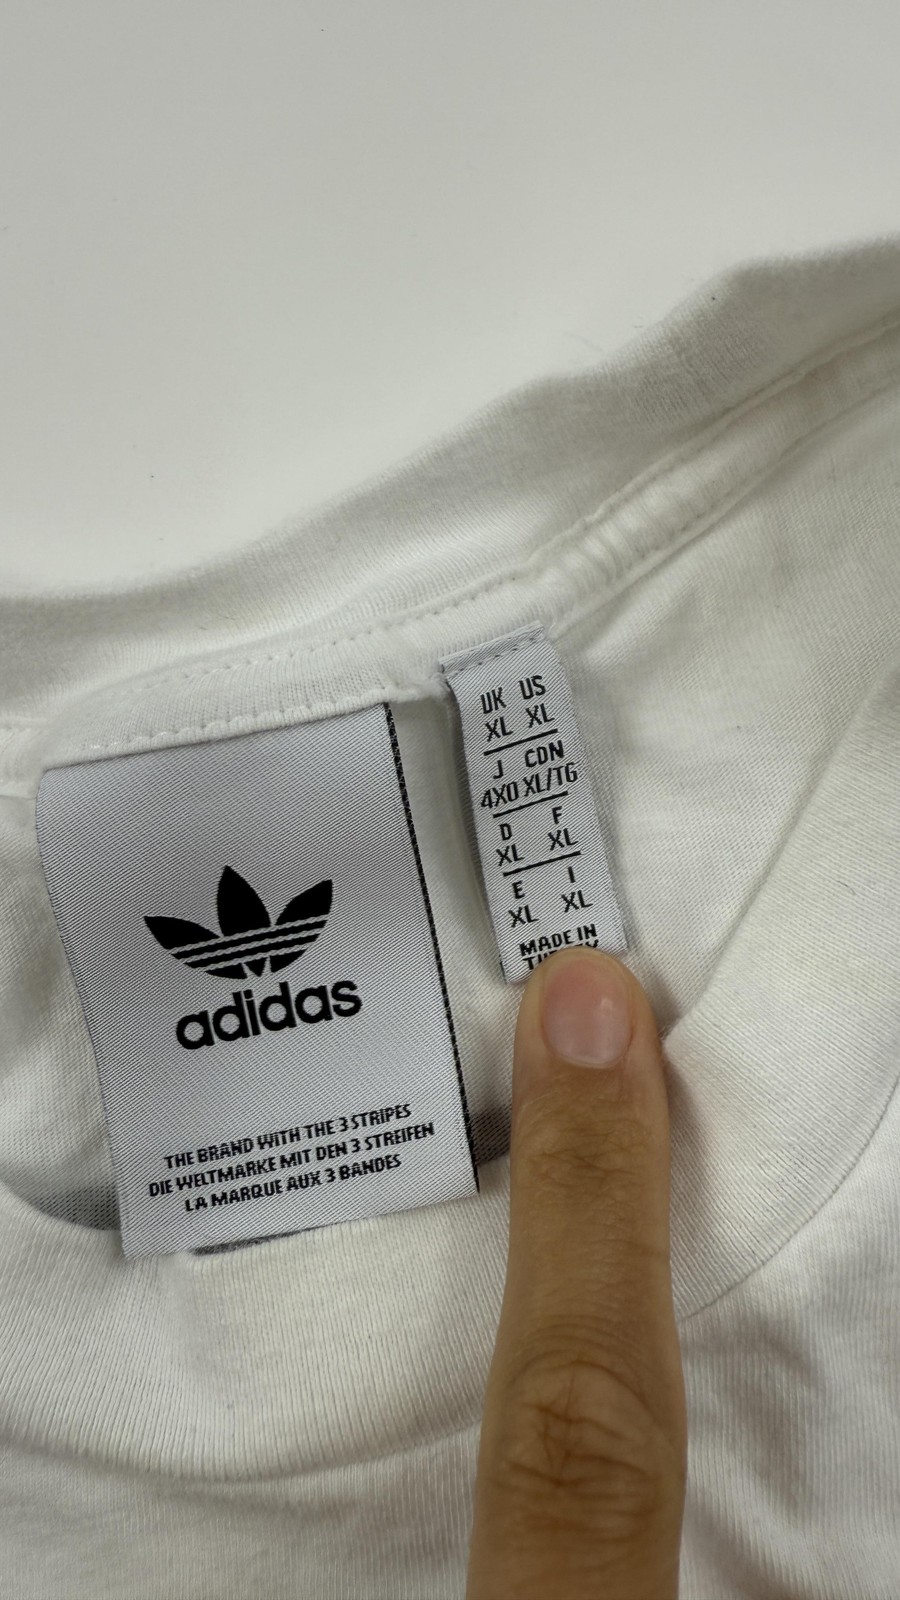 adidas
THE BRAND WITH THE 3 STRIPES
DIE WELTMARKE MIT DEN 3 STREIFEN
LA MARQUE AUX 3 BANDES
UK US
XL XL
J CDN
4XO XL/TG
D F
XL XL
E I
XL XL
MADE IN